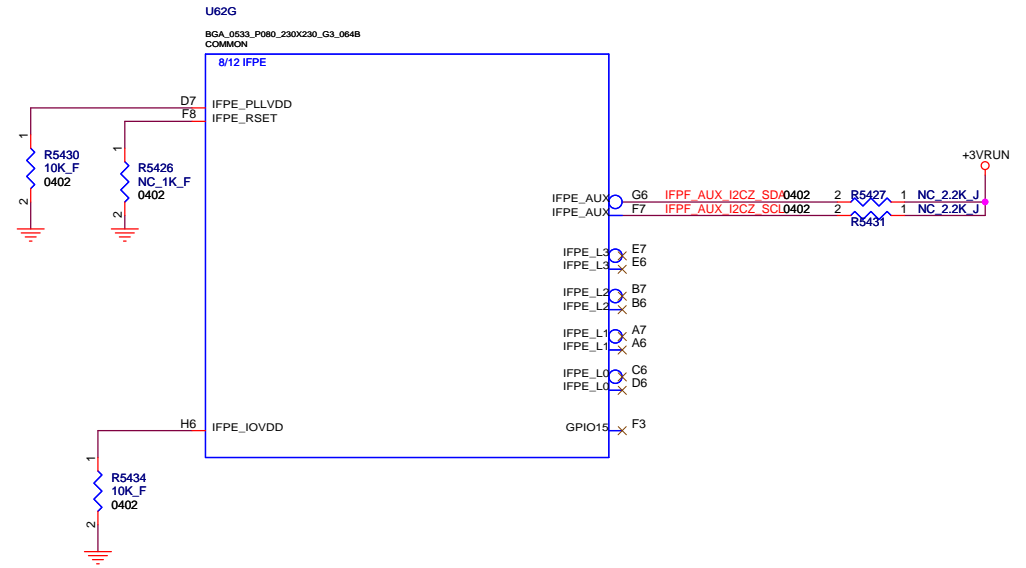 U62G
BGA_0533_P080_230X230_G3_064B
COMMON
8/12 IFPE
D7 IFPE_PLLVDD
F8 IFPE_RSET
1
R5430
10K_F
0402
2
1
R5426
NC_1K_F
0402
2
+3VRUN
IFPE_AUX G6 IFPF_AUX_I2CZ_SDA 0402 2 R5427 1 NC_2.2K_J
IFPE_AUX F7 IFPF_AUX_I2CZ_SCL 0402 2 R5431 1 NC_2.2K_J
IFPE_L3 E7
IFPE_L3 E6
IFPE_L2 B7
IFPE_L2 B6
IFPE_L1 A7
IFPE_L1 A6
IFPE_L0 C6
IFPE_L0 D6
H6 IFPE_IOVDD
GPIO15 F3
1
R5434
10K_F
0402
2